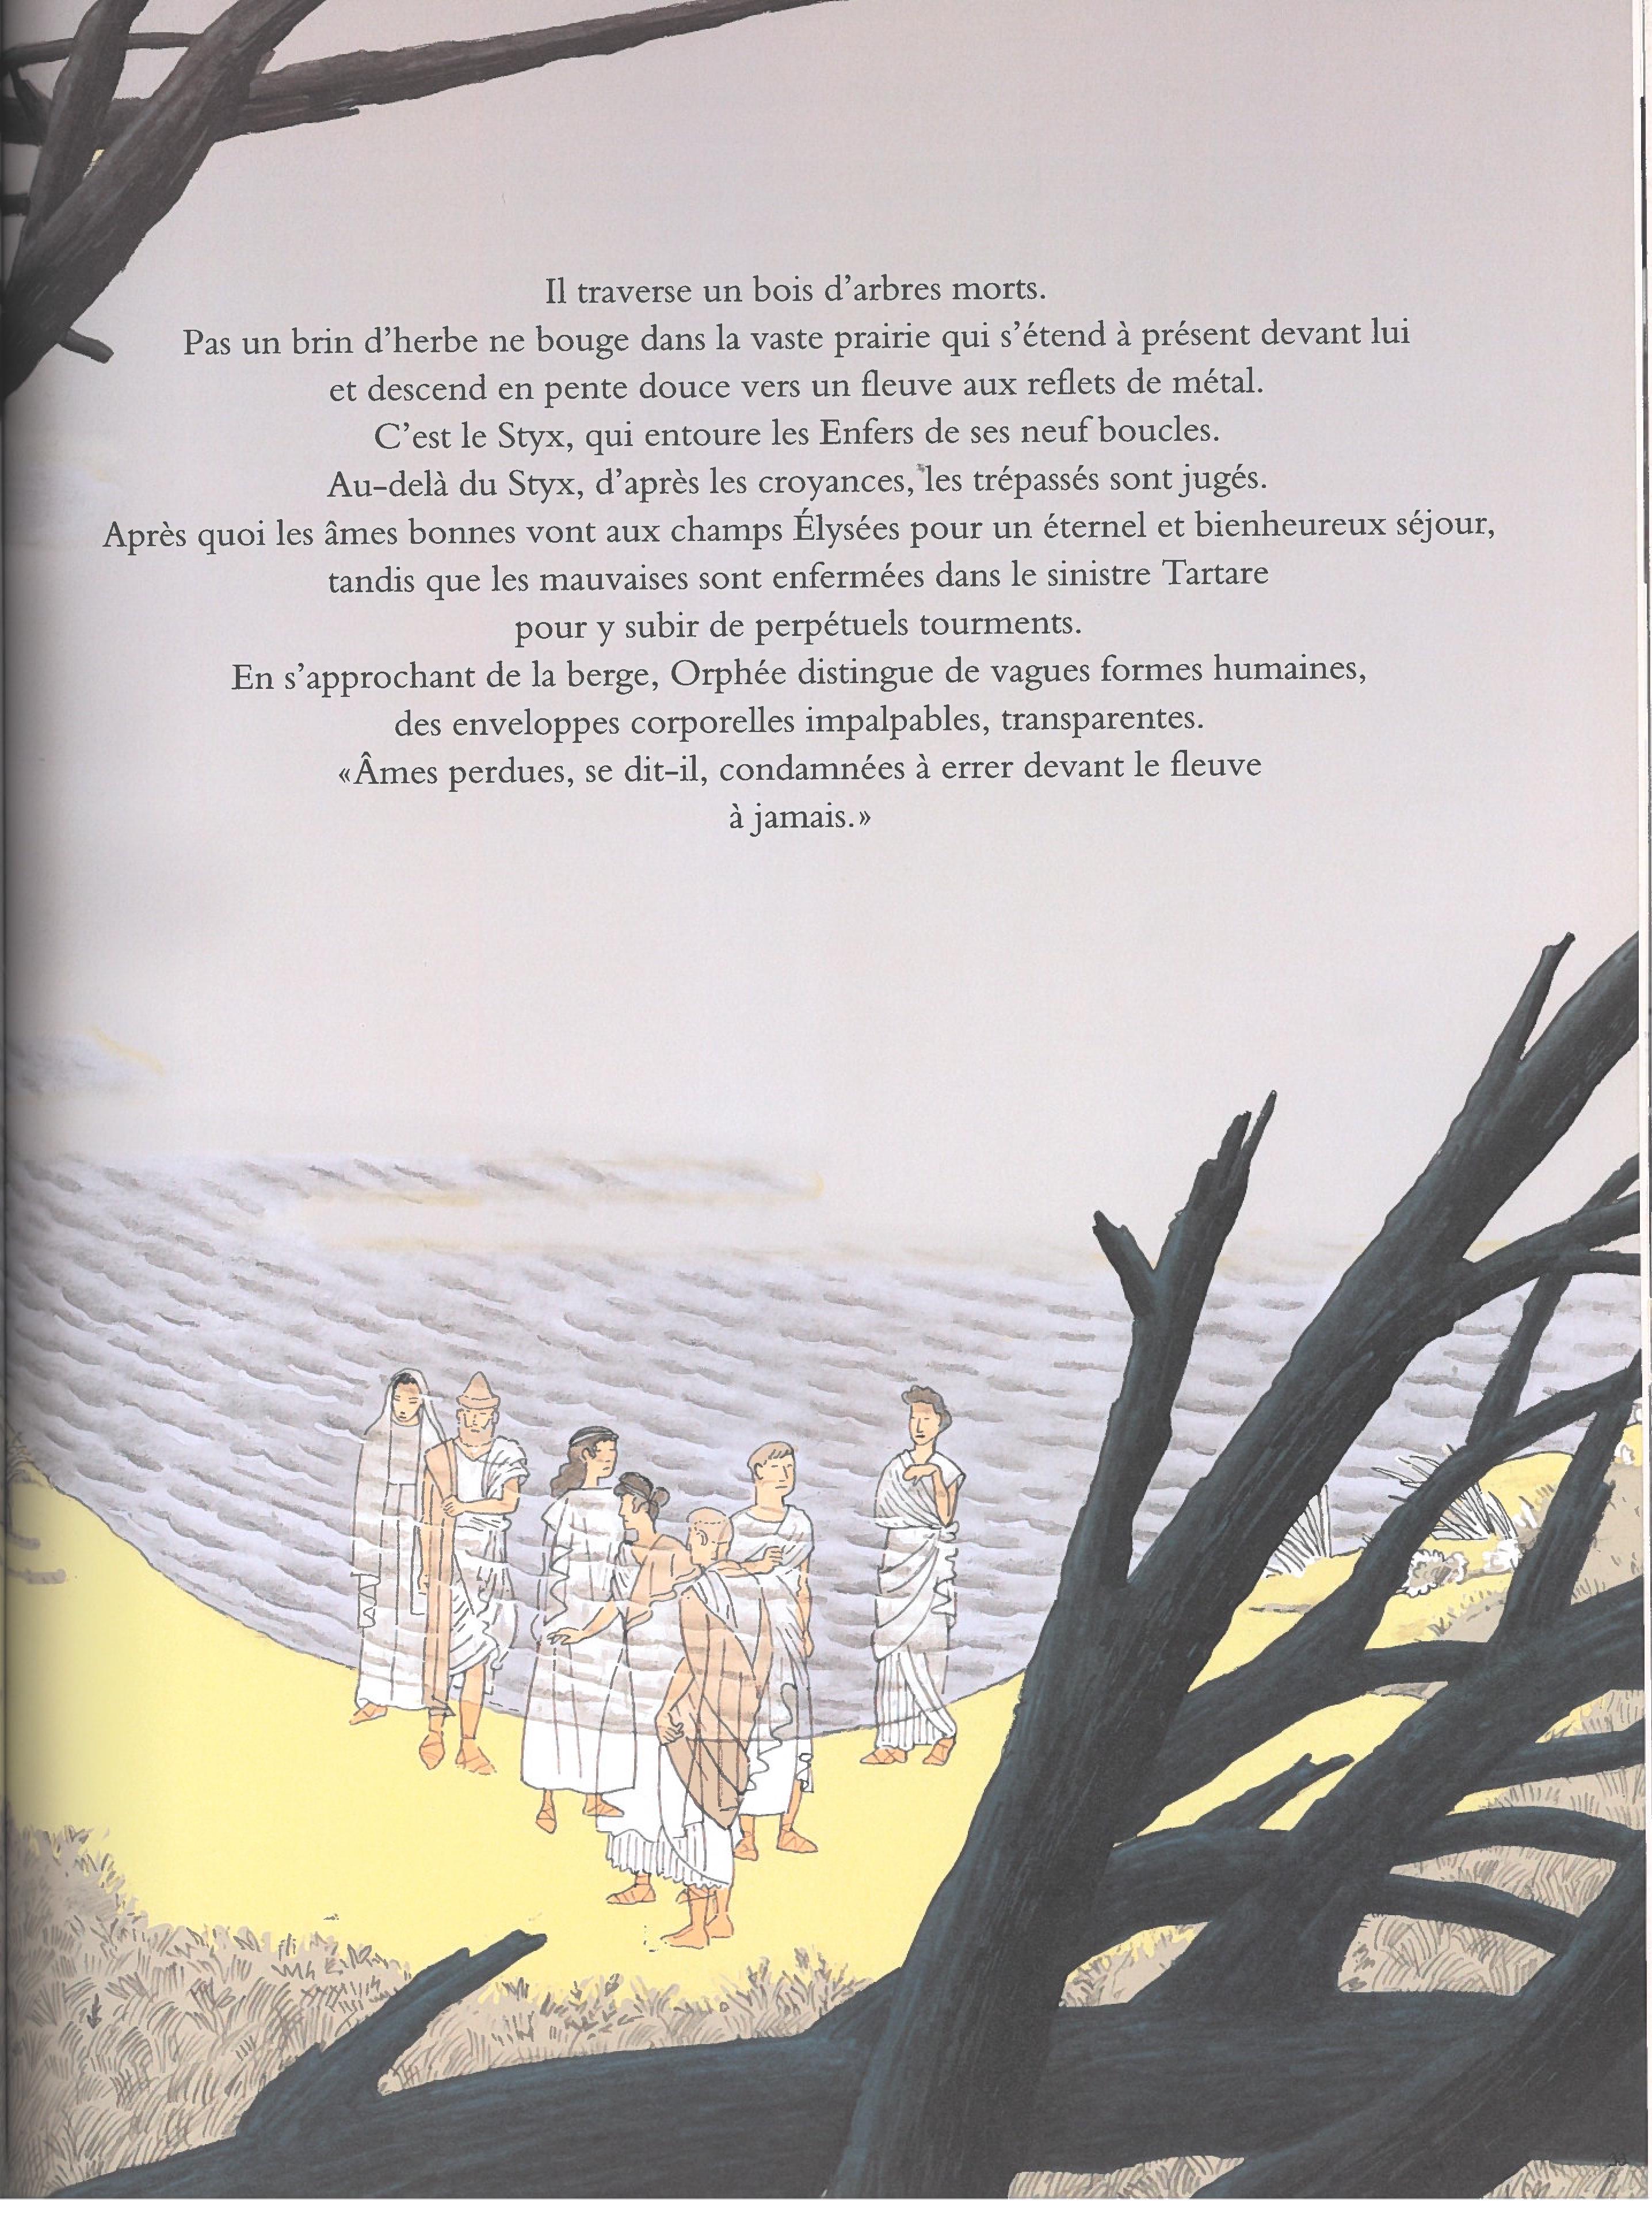 Il traverse un bois d'arbres morts.
Pas un brin d'herbe ne bouge dans la vaste prairie qui s'étend à présent devant lui
et descend en pente douce vers un fleuve aux reflets de métal.
C'est le Styx, qui entoure les Enfers de ses neuf boucles.
Au-delà du Styx, d'après les croyances, les trépassés sont jugés.
Après quoi les âmes bonnes vont aux champs Élysées pour un éternel et bienheureux séjour,
tandis que les mauvaises sont enfermées dans le sinistre Tartare
pour y subir de perpétuels tourments.
En s'approchant de la berge, Orphée distingue de vagues formes humaines,
des enveloppes corporelles impalpables, transparentes.
«Âmes perdues, se dit-il, condamnées à errer devant le fleuve
à jamais.»